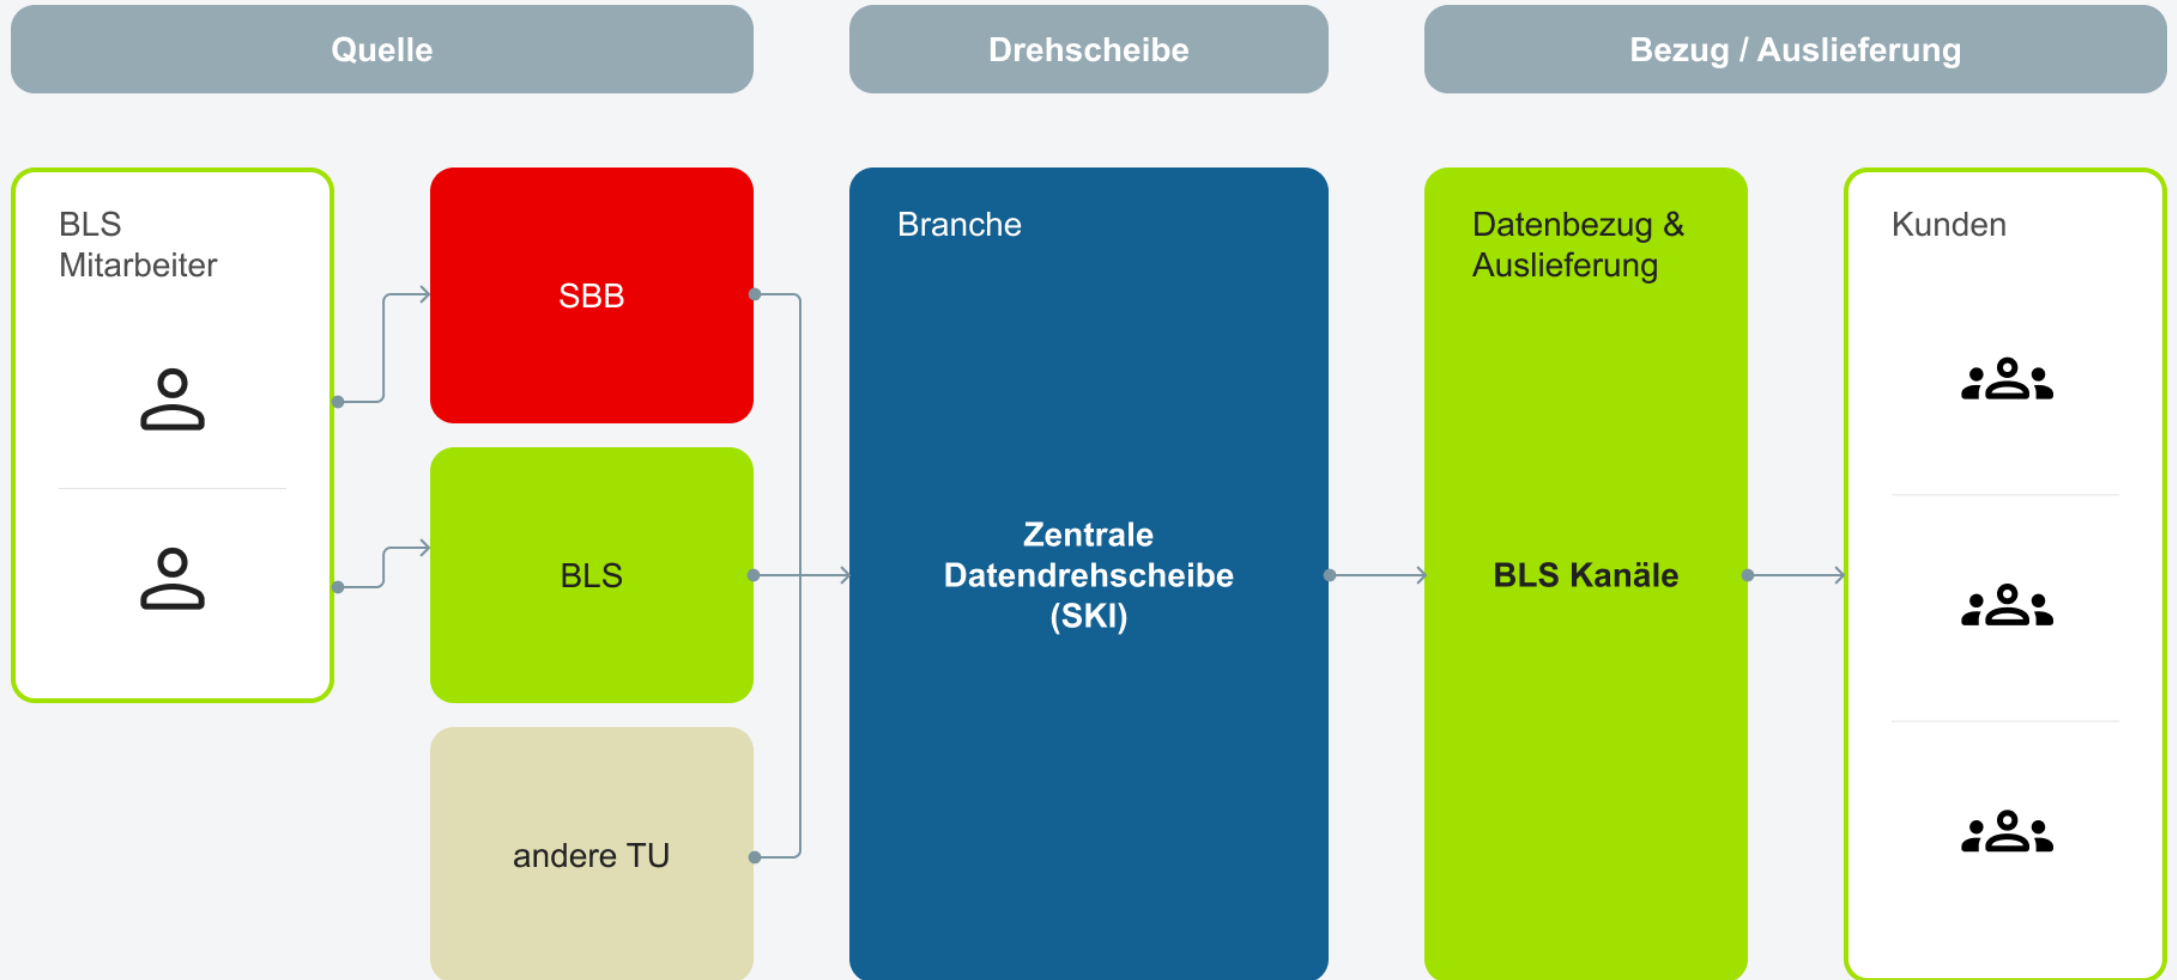 Quelle
Drehscheibe
Bezug / Auslieferung
BLS
Mitarbeiter
SBB
BLS
andere TU
Branche
Zentrale
Datendrehscheibe
(SKI)
Datenbezug &
Auslieferung
BLS Kanäle
Kunden